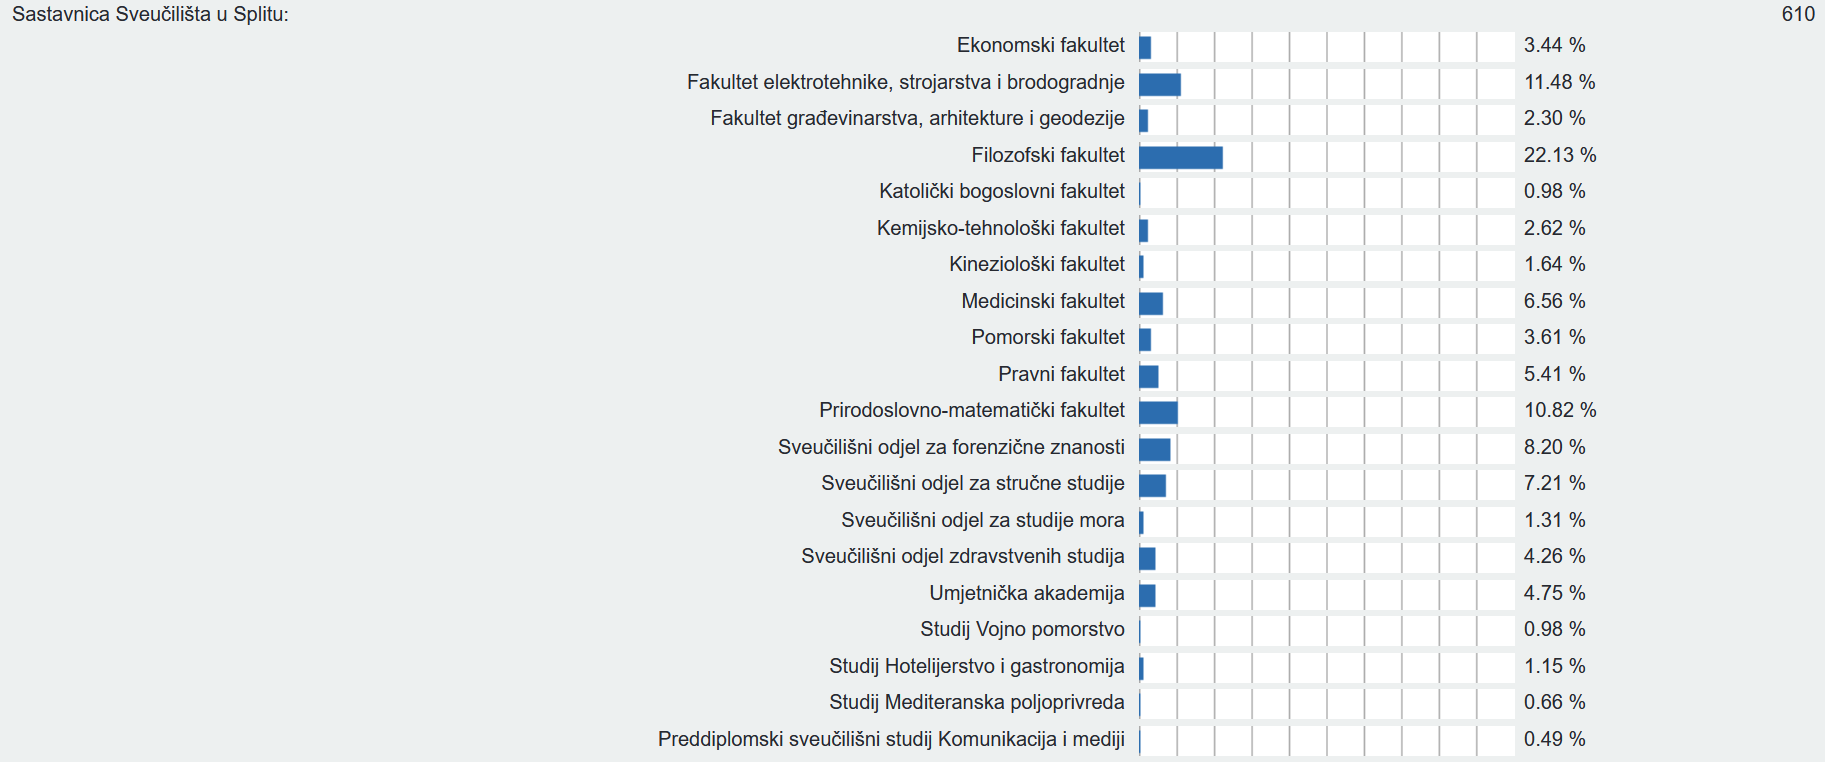 Sastavnica Sveučilišta u Splitu: 610
Ekonomski fakultet 3.44 %
Fakultet elektrotehnike, strojarstva i brodogradnje 11.48 %
Fakultet građevinarstva, arhitekture i geodezije 2.30 %
Filozofski fakultet 22.13 %
Katolički bogoslovni fakultet 0.98 %
Kemijsko-tehnološki fakultet 2.62 %
Kineziološki fakultet 1.64 %
Medicinski fakultet 6.56 %
Pomorski fakultet 3.61 %
Pravni fakultet 5.41 %
Prirodoslovno-matematički fakultet 10.82 %
Sveučilišni odjel za forenzične znanosti 8.20 %
Sveučilišni odjel za stručne studije 7.21 %
Sveučilišni odjel za studije mora 1.31 %
Sveučilišni odjel zdravstvenih studija 4.26 %
Umjetnička akademija 4.75 %
Studij Vojno pomorstvo 0.98 %
Studij Hotelijerstvo i gastronomija 1.15 %
Studij Mediteranska poljoprivreda 0.66 %
Preddiplomski sveučilišni studij Komunikacija i mediji 0.49 %